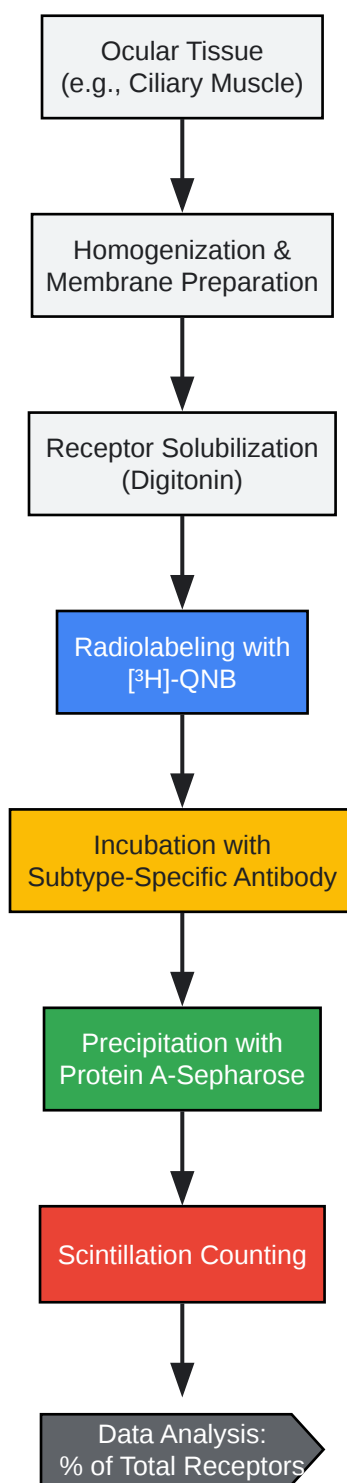 Ocular Tissue
(e.g., Ciliary Muscle)
Homogenization &
Membrane Preparation
Receptor Solubilization
(Digitonin)
Radiolabeling with
[³H]-QNB
Incubation with
Subtype-Specific Antibody
Precipitation with
Protein A-Sepharose
Scintillation Counting
Data Analysis:
% of Total Receptors